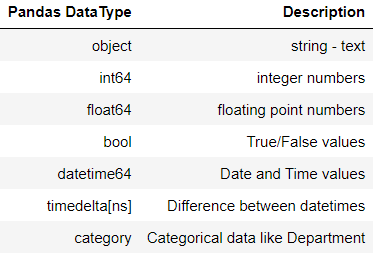 Pandas DataType Description
object string - text
int64 integer numbers
float64 floating point numbers
bool True/False values
datetime64 Date and Time values
timedelta[ns] Difference between datetimes
category Categorical data like Department